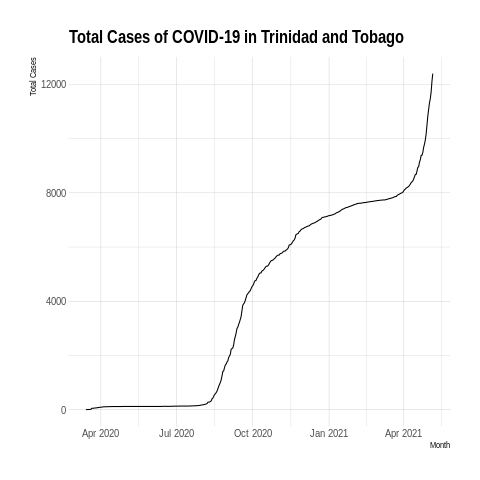 Total Cases of COVID-19 in Trinidad and Tobago
Total Cases
12000
8000
4000
0
Apr 2020 Jul 2020 Oct 2020 Jan 2021 Apr 2021
Month